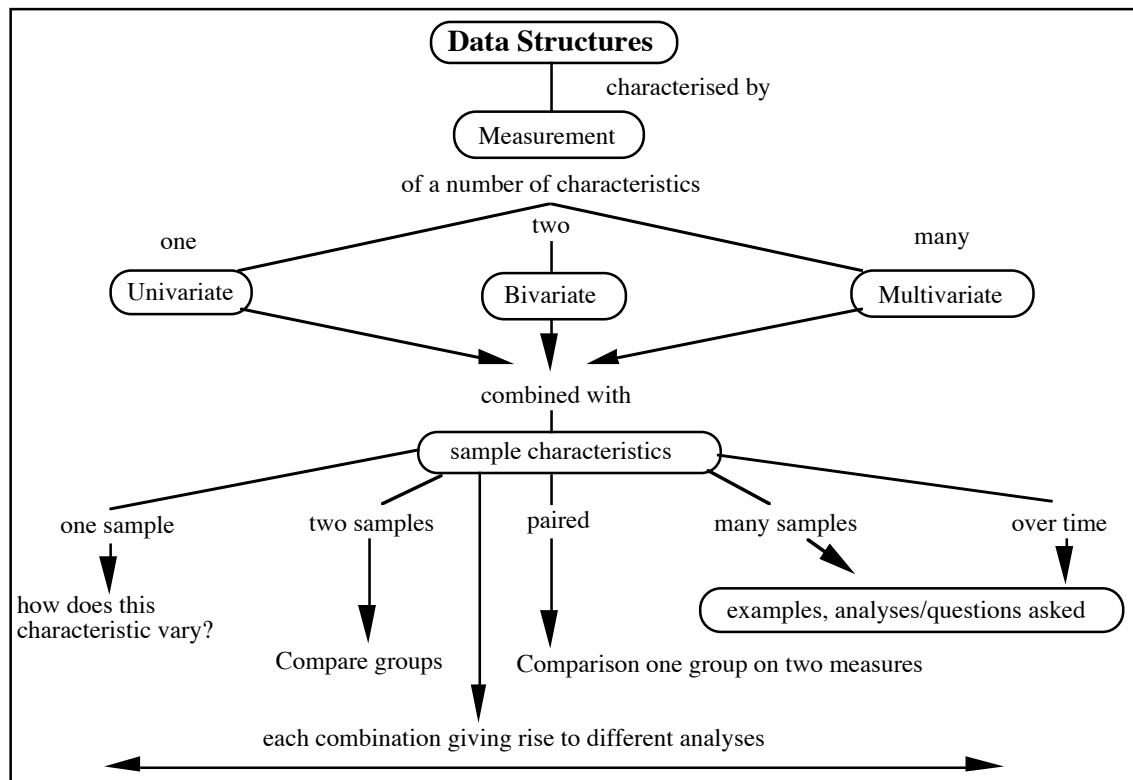 Data Structures
characterised by
Measurement
of a number of characteristics
one
two
many
Univariate
Bivariate
Multivariate
combined with
sample characteristics
one sample
two samples
paired
many samples
over time
how does this
characteristic vary?
examples, analyses/questions asked
Compare groups
Comparison one group on two measures
each combination giving rise to different analyses